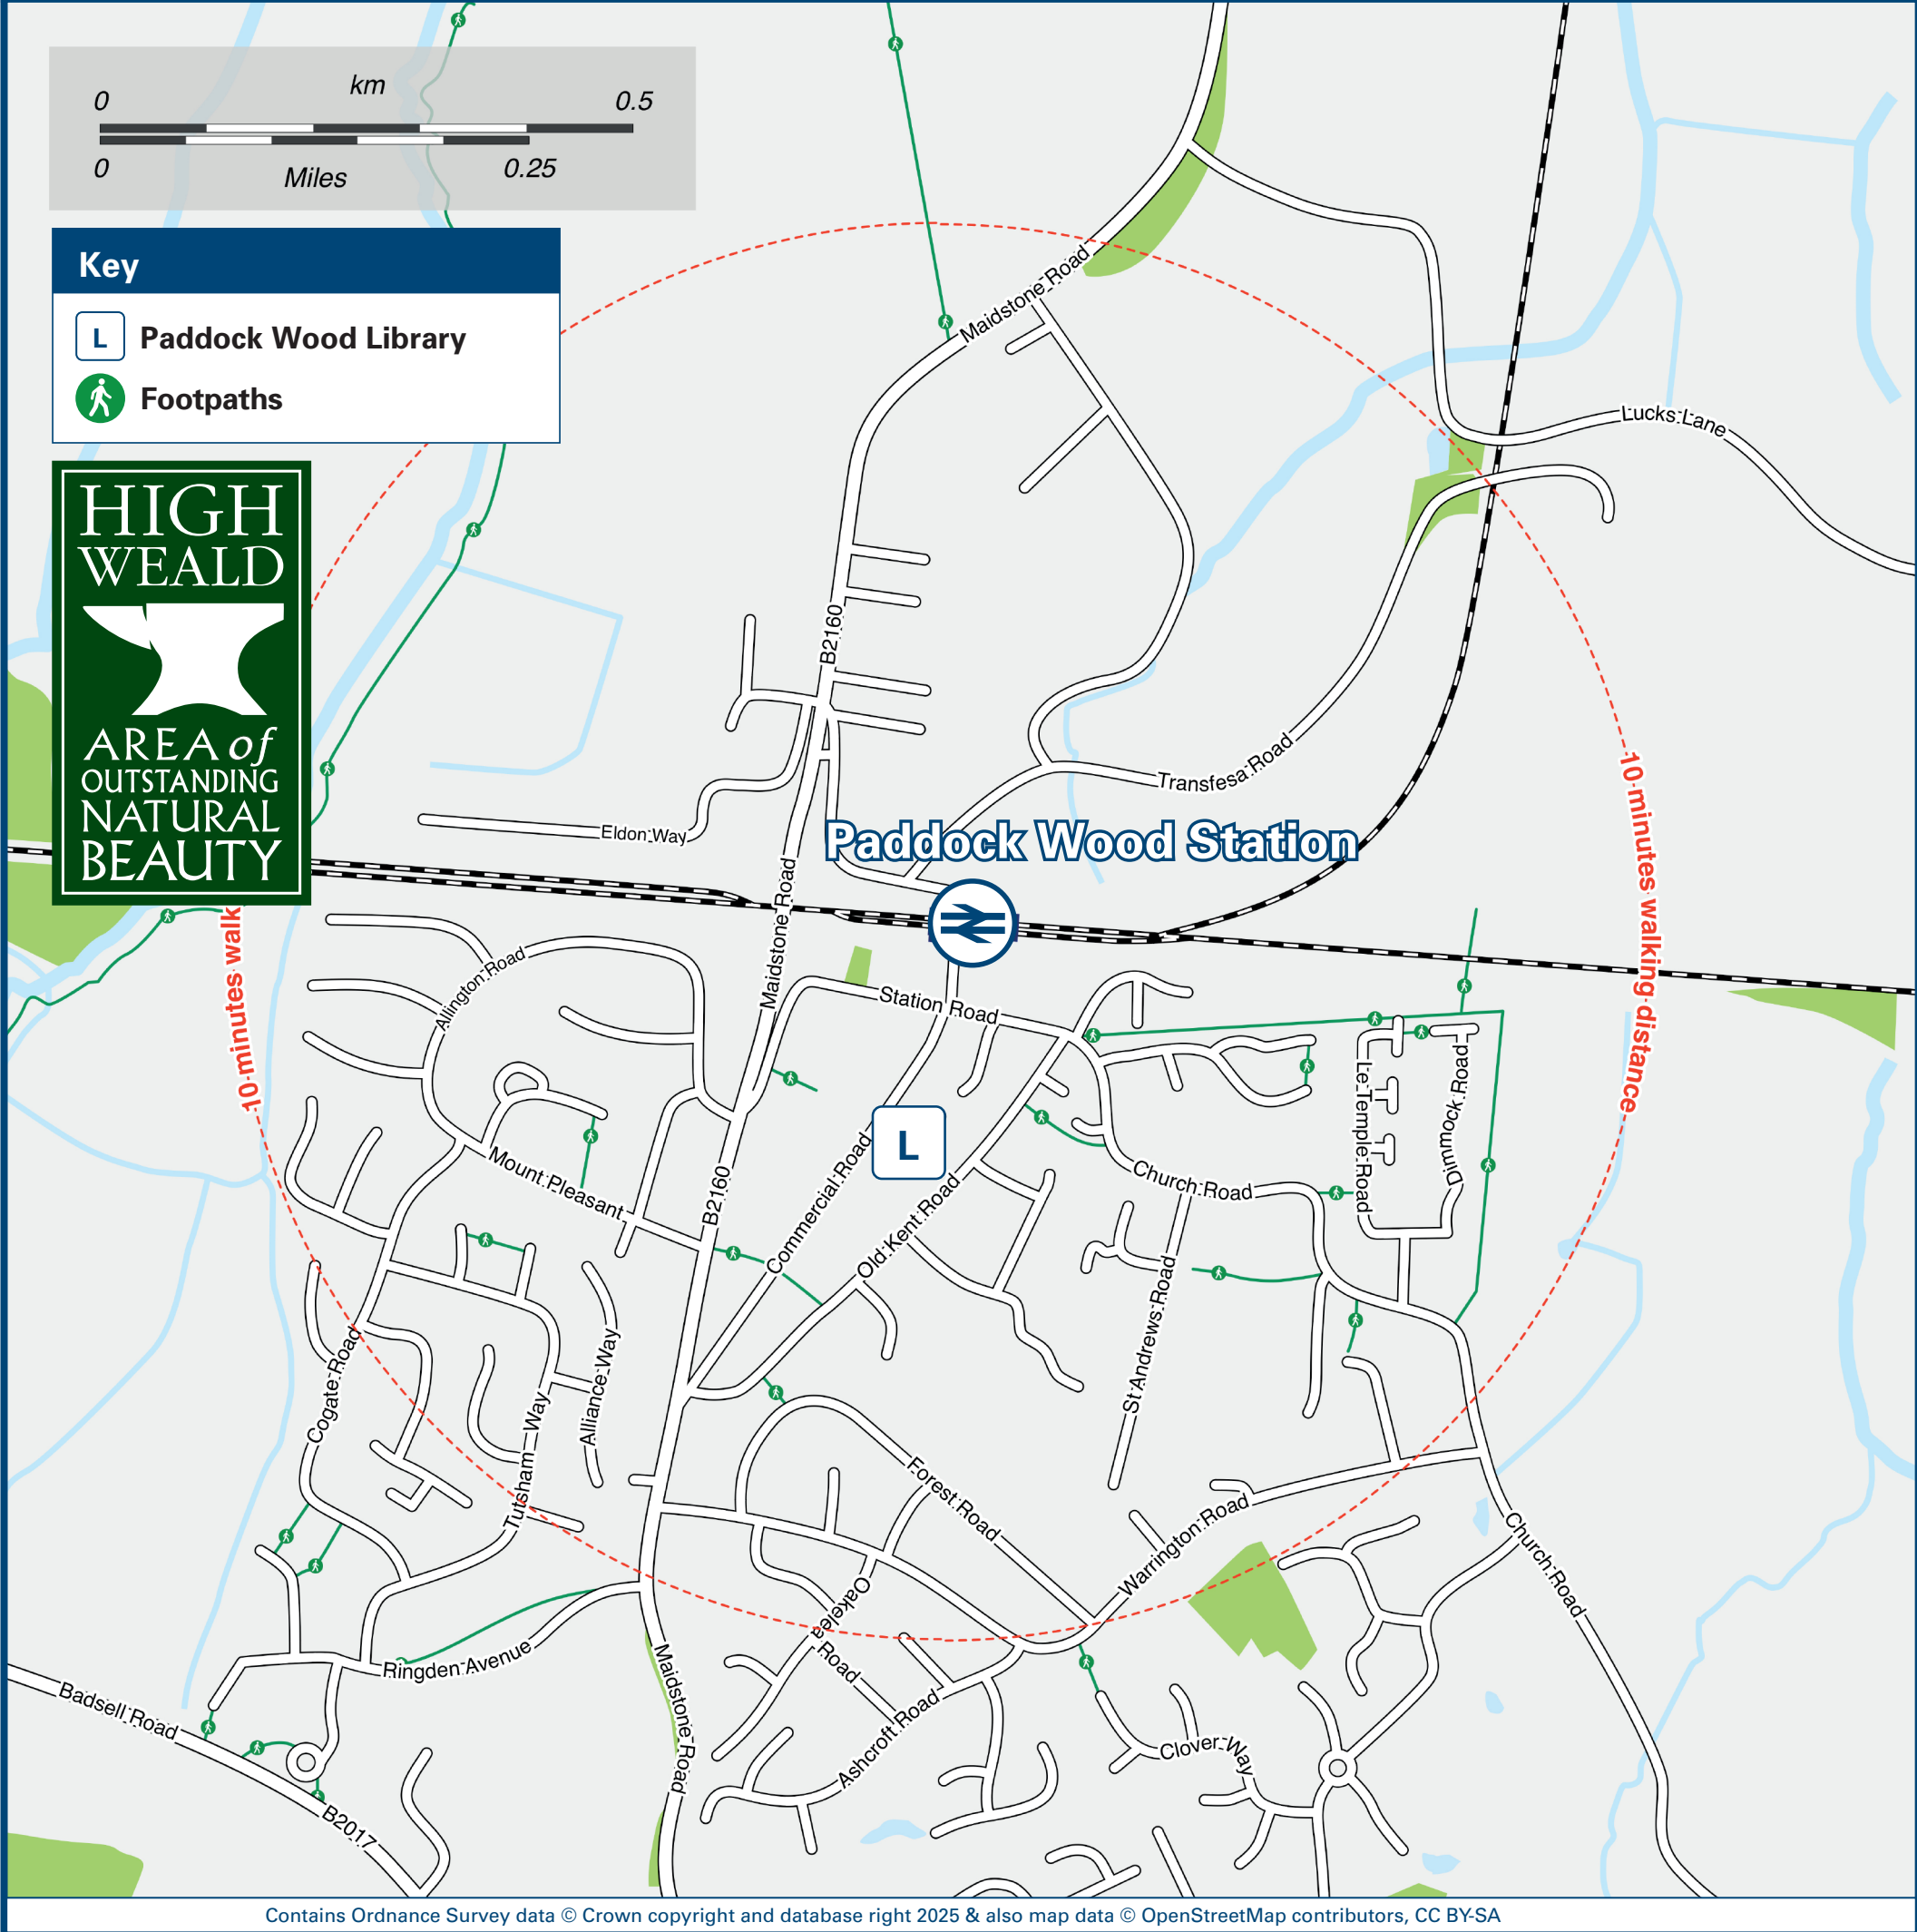 km
0 0.5
0 0.25
Miles
Key
L Paddock Wood Library
Footpaths
HIGH
WEALD
AREA of
OUTSTANDING
NATURAL
BEAUTY
Maidstone Road
Lucks Lane
B2160
Transfesa Road
Eldon Way
Paddock Wood Station
10 minutes walking distance
10 minutes walk
Maidstone Road
Allington Road
Station Road
Le Temple Road
Dimmock Road
L
Mount Pleasant
B2160
Commercial Road
Old Kent Road
Church Road
St Andrews Road
Cogate Road
Alliance Way
Tutsham Way
Forest Road
Warrington Road
Church Road
Oakelea Road
Ringden Avenue
Maidstone Road
Badsell Road
Ashcroft Road
Clover Way
B2017
Contains Ordnance Survey data © Crown copyright and database right 2025 & also map data © OpenStreetMap contributors, CC BY-SA